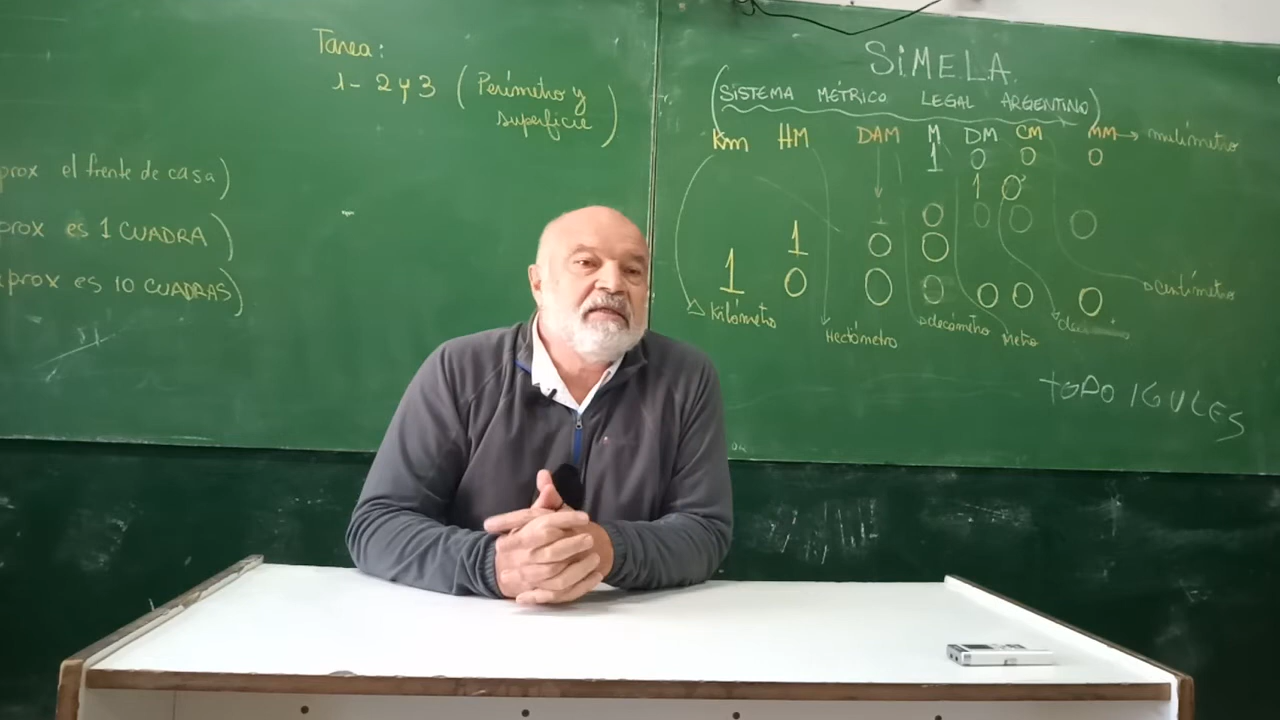 Tarea:
1- 2 y 3 (Perímetro y
superficie)
prox el frente de casa)
prox es 1 CUADRA)
prox es 10 CUADRAS)
S.I.M.E.L.A.
(SISTEMA MÉTRICO LEGAL ARGENTINO)
Km HM DAM M DM CM MM → milímetro
1 0 0 0
1 0
0 0 0 0
1 0 0
1 0 0 0 0 0 0
Kilómetro
Hectómetro
decámetro
Metro
centímetro
TODO IGULES